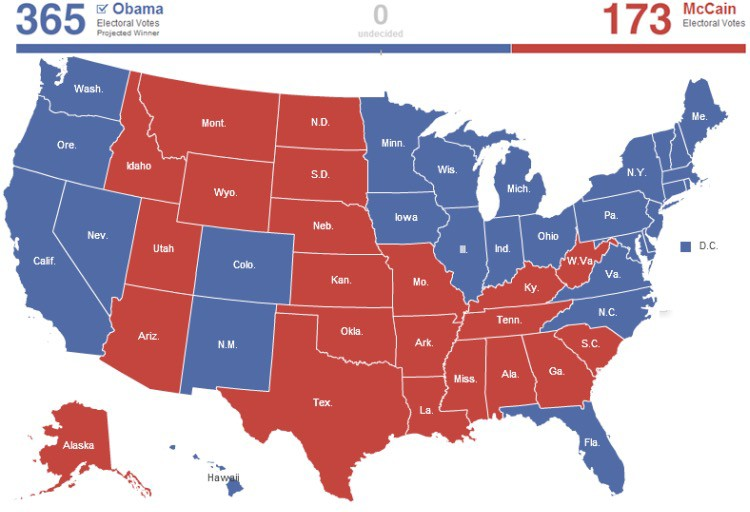 365
Obama
Electoral Votes
Projected Winner
0
undecided
173
McCain
Electoral Votes
Wash.
Ore.
Calif.
Nev.
Idaho
Mont.
Wyo.
Utah
Ariz.
Colo.
N.M.
N.D.
S.D.
Neb.
Kan.
Okla.
Tex.
Minn.
Iowa
Mo.
Ark.
La.
Wis.
Ill.
Mich.
Ind.
Ohio
Ky.
Tenn.
Miss.
Ala.
Ga.
Fla.
S.C.
N.C.
Va.
W.Va
Pa.
N.Y.
Me.
D.C.
Alaska
Hawaii